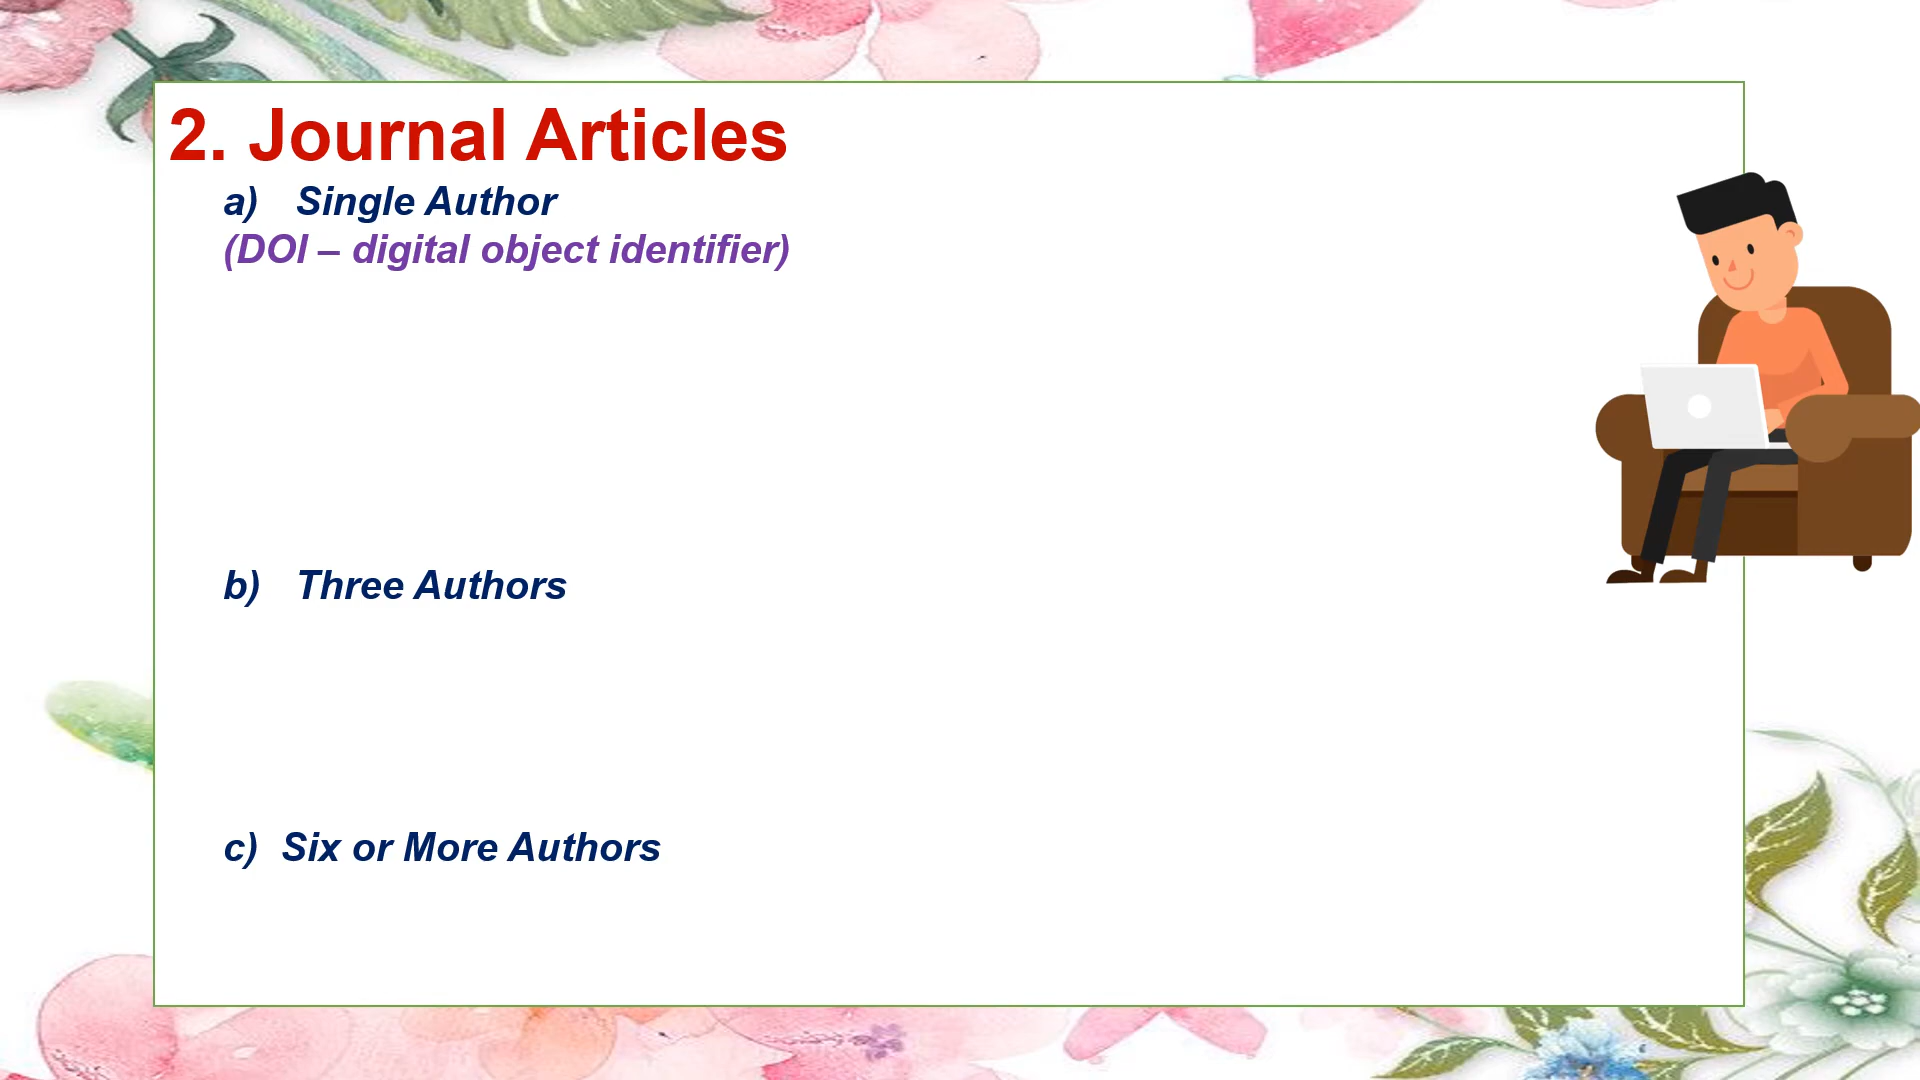 2. Journal Articles
a) Single Author
(DOI – digital object identifier)
b) Three Authors
c) Six or More Authors